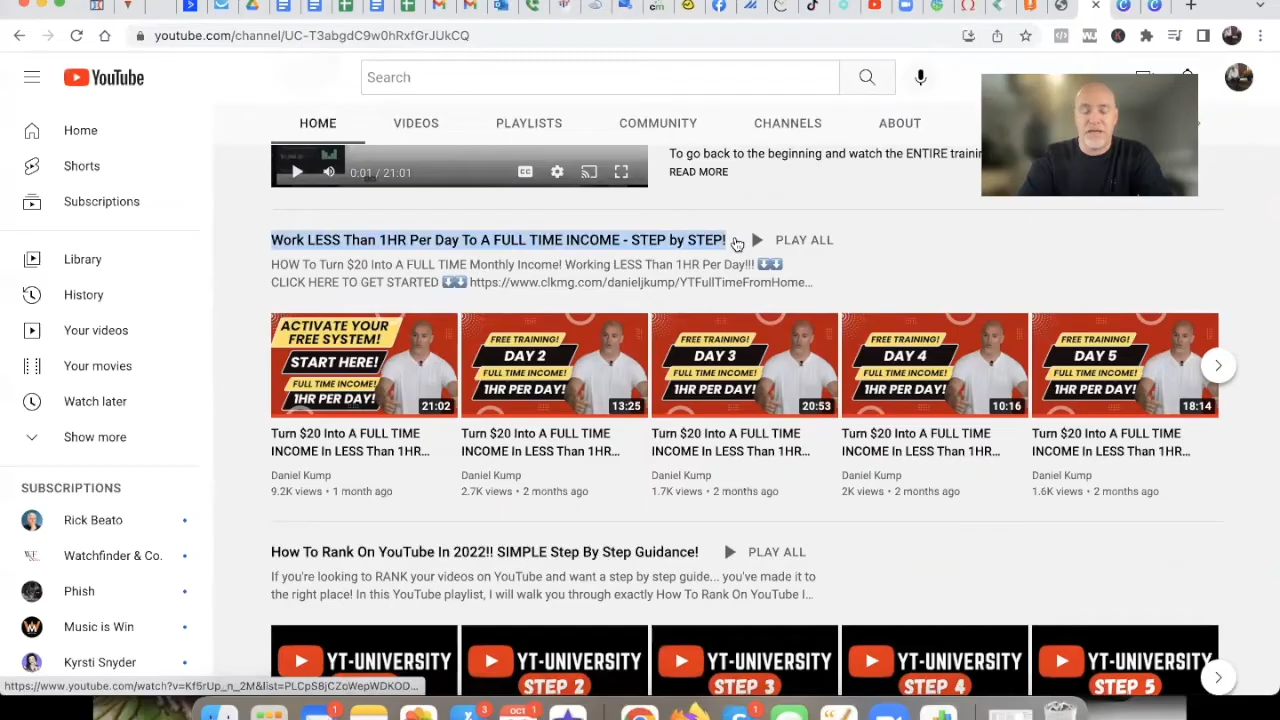 youtube.com/channel/UC-T3abgdC9w0hRxfGrJUkCQ
YouTube
Search
HOME
VIDEOS
PLAYLISTS
COMMUNITY
CHANNELS
ABOUT
Home
Shorts
Subscriptions
Library
History
Your videos
Your movies
Watch later
Show more
SUBSCRIPTIONS
Rick Beato
Watchfinder & Co.
Phish
Music is Win
Kyrsti Snyder
0:01 / 21:01
To go back to the beginning and watch the ENTIRE
READ MORE
Work LESS Than 1HR Per Day To A FULL TIME INCOME - STEP by STEP!
PLAY ALL
HOW To Turn $20 Into A FULL TIME Monthly Income! Working LESS Than 1HR Per Day!!! ⬇️⬇️
CLICK HERE TO GET STARTED ⬇️⬇️ https://www.clkmg.com/danieljkump/YTFullTimeFromHome...
ACTIVATE YOUR
FREE SYSTEM!
START HERE!
FULL TIME INCOME!
1HR PER DAY!
21:02
Turn $20 Into A FULL TIME
INCOME In LESS Than 1HR...
Daniel Kump
9.2K views • 1 month ago
FREE TRAINING!
DAY 2
FULL TIME INCOME!
1HR PER DAY!
13:25
Turn $20 Into A FULL TIME
INCOME In LESS Than 1HR...
Daniel Kump
2.7K views • 2 months ago
FREE TRAINING!
DAY 3
FULL TIME INCOME!
1HR PER DAY!
20:53
Turn $20 Into A FULL TIME
INCOME In LESS Than 1HR...
Daniel Kump
1.7K views • 2 months ago
FREE TRAINING!
DAY 4
FULL TIME INCOME!
1HR PER DAY!
10:16
Turn $20 Into A FULL TIME
INCOME In LESS Than 1HR...
Daniel Kump
2K views • 2 months ago
FREE TRAINING!
DAY 5
FULL TIME INCOME!
1HR PER DAY!
18:14
Turn $20 Into A FULL TIME
INCOME In LESS Than 1HR...
Daniel Kump
1.6K views • 2 months ago
How To Rank On YouTube In 2022!! SIMPLE Step By Step Guidance!
PLAY ALL
If you're looking to RANK your videos on YouTube and want a step by step guide... you've made it to
the right place! In this YouTube playlist, I will walk you through exactly How To Rank On YouTube I...
YT-UNIVERSITY
YT-UNIVERSITY
STEP 2
YT-UNIVERSITY
STEP 3
YT-UNIVERSITY
STEP 4
YT-UNIVERSITY
STEP 5
https://www.youtube.com/watch?v=Kf5rUp_n_2M&list=PLCpS8jCZoWepWDKOD...
1
3
OCT
1
1